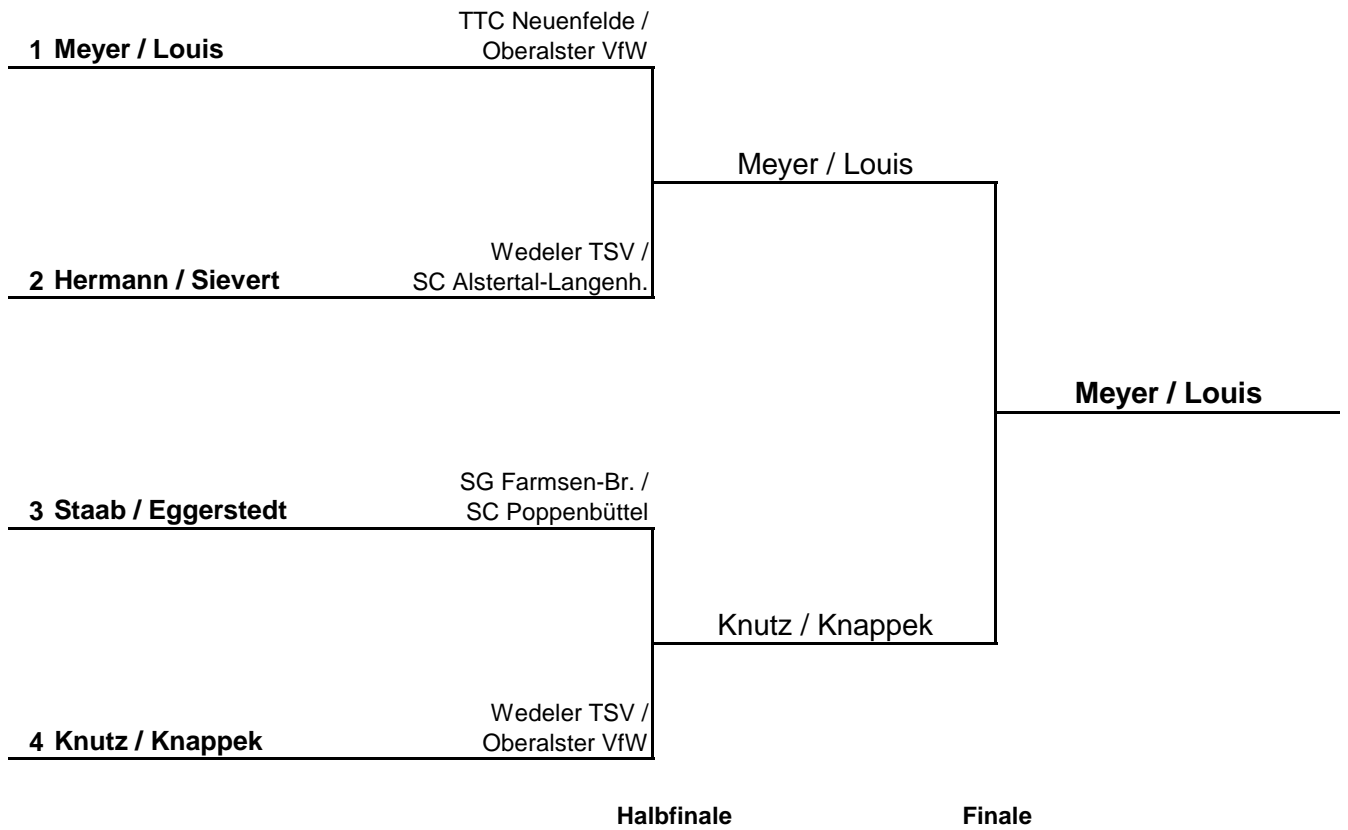 TTC Neuenfelde /
1 Meyer / Louis Oberalster VfW
Meyer / Louis
Wedeler TSV /
2 Hermann / Sievert SC Alstertal-Langenh.
Meyer / Louis
SG Farmsen-Br. /
3 Staab / Eggerstedt SC Poppenbüttel
Knutz / Knappek
Wedeler TSV /
4 Knutz / Knappek Oberalster VfW
Halbfinale Finale